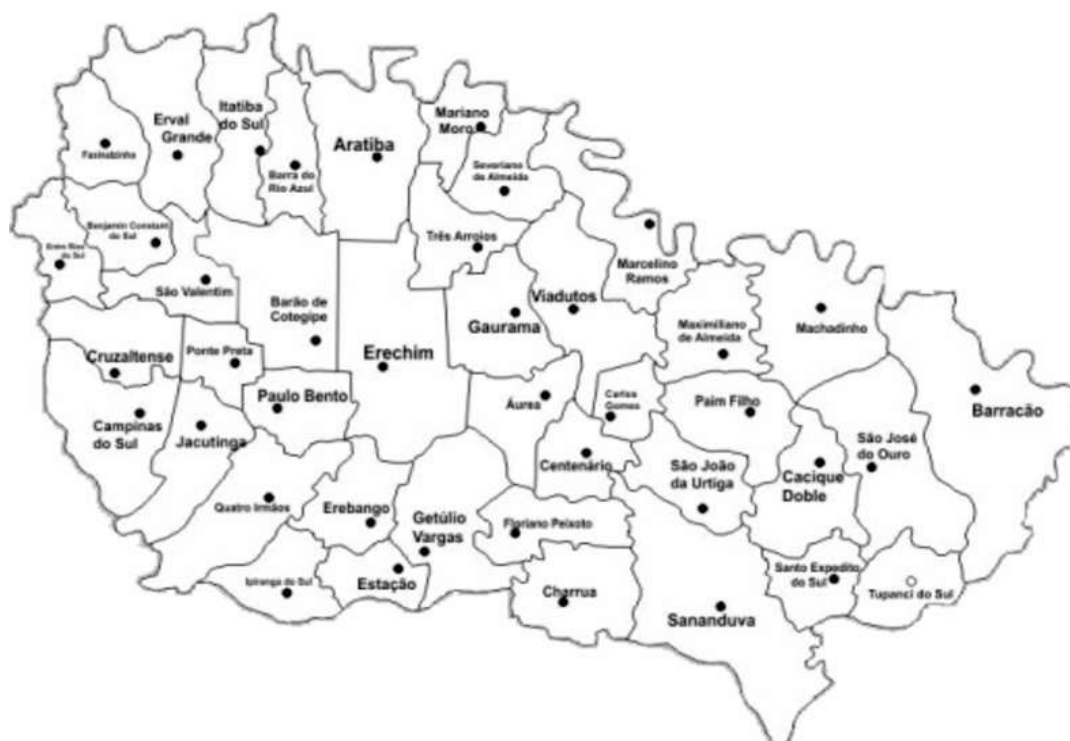 Mariano
Moro
Erval
Grande
Itatiba
do Sul
Aratiba
Faxinalzinho
Barra do
Rio Azul
Severiano
de Almeida
Benjamin Constant
do Sul
Entre Rios
do Sul
Três Arroios
Marcelino
Ramos
São Valentim
Barão de
Cotegipe
Viadutos
Gaurama
Maximiliano
de Almeida
Machadinho
Cruzaltense
Ponte Preta
Erechim
Paulo Bento
Áurea
Carlos
Gomes
Paim Filho
Barracão
Campinas
do Sul
Jacutinga
Centenário
São João
da Urtiga
São José
do Ouro
Cacique
Doble
Quatro Irmãos
Erebango
Getúlio
Vargas
Floriano Peixoto
Ipiranga do Sul
Estação
Charrua
Santo Expedito
do Sul
Tupanci do Sul
Sananduva